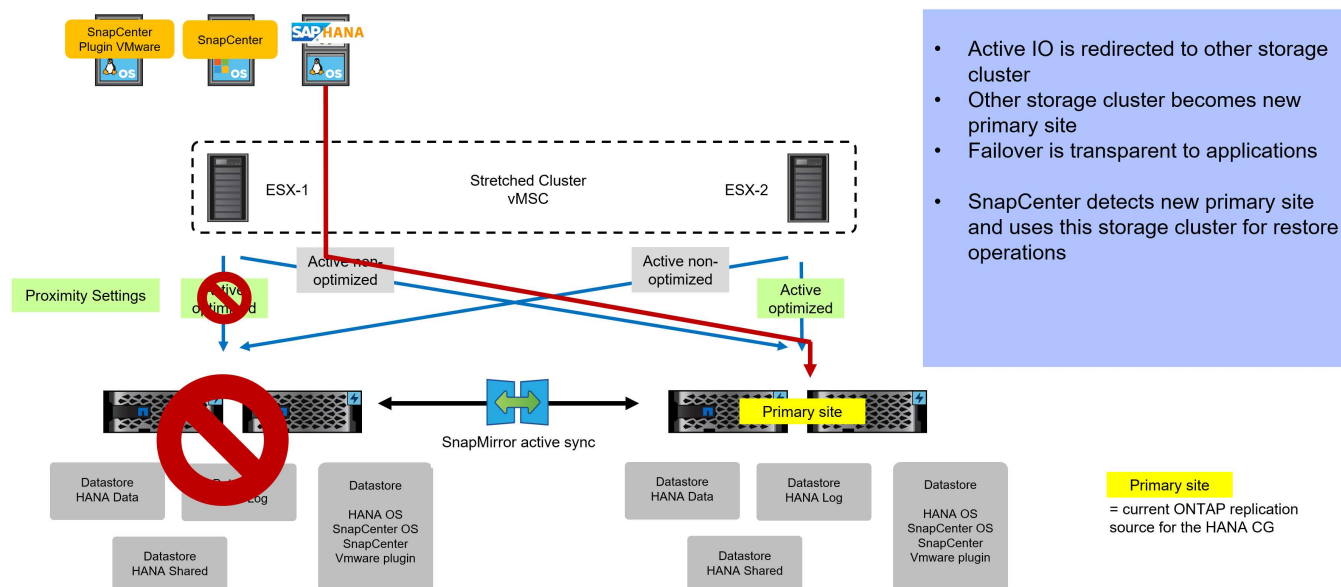 SnapCenter
Plugin VMware
SnapCenter
SAP HANA
OS
OS
OS
ESX-1
Stretched Cluster
vMSC
ESX-2
Active non-
optimized
Active non-
optimized
Proximity Settings
Active
optimized
Active
optimized
Primary site
SnapMirror active sync
Datastore
HANA Data
Log
Datastore
HANA OS
SnapCenter OS
SnapCenter
Vmware plugin
Datastore
HANA Shared
Datastore
HANA Data
Datastore
HANA Log
Datastore
HANA OS
SnapCenter OS
SnapCenter
Vmware plugin
Datastore
HANA Shared
• Active IO is redirected to other storage
cluster
• Other storage cluster becomes new
primary site
• Failover is transparent to applications
• SnapCenter detects new primary site
and uses this storage cluster for restore
operations
Primary site
= current ONTAP replication
source for the HANA CG